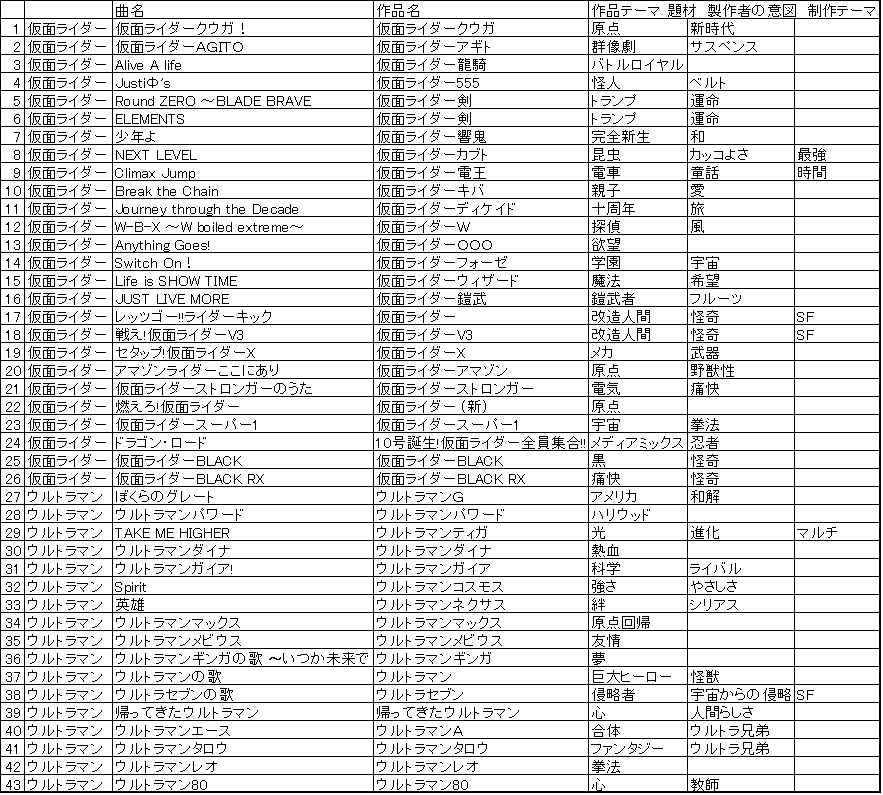 曲名 作品名 作品テーマ 題材 製作者の意図 制作テーマ
1 仮面ライダー 仮面ライダークウガ！ 仮面ライダークウガ 原点 新時代
2 仮面ライダー 仮面ライダーAGITO 仮面ライダーアギト 群像劇 サスペンス
3 仮面ライダー Alive A life 仮面ライダー龍騎 バトルロイヤル
4 仮面ライダー JustiΦ's 仮面ライダー555 怪人 ベルト
5 仮面ライダー Round ZERO ～BLADE BRAVE 仮面ライダー剣 トランプ 運命
6 仮面ライダー ELEMENTS 仮面ライダー剣 トランプ 運命
7 仮面ライダー 少年よ 仮面ライダー響鬼 完全新生 和
8 仮面ライダー NEXT LEVEL 仮面ライダーカブト 昆虫 カッコよさ 最強
9 仮面ライダー Climax Jump 仮面ライダー電王 電車 童話 時間
10 仮面ライダー Break the Chain 仮面ライダーキバ 親子 愛
11 仮面ライダー Journey through the Decade 仮面ライダーディケイド 十周年 旅
12 仮面ライダー W-B-X ～W boiled extreme～ 仮面ライダーW 探偵 風
13 仮面ライダー Anything Goes! 仮面ライダーOOO 欲望
14 仮面ライダー Switch On！ 仮面ライダーフォーゼ 学園 宇宙
15 仮面ライダー Life is SHOW TIME 仮面ライダーウィザード 魔法 希望
16 仮面ライダー JUST LIVE MORE 仮面ライダー鎧武 鎧武者 フルーツ
17 仮面ライダー レッツゴー!!ライダーキック 仮面ライダー 改造人間 怪奇 SF
18 仮面ライダー 戦え!仮面ライダーV3 仮面ライダーV3 改造人間 怪奇 SF
19 仮面ライダー セタップ!仮面ライダーX 仮面ライダーX メカ 武器
20 仮面ライダー アマゾンライダーここにあり 仮面ライダーアマゾン 原点 野獣性
21 仮面ライダー 仮面ライダーストロンガーのうた 仮面ライダーストロンガー 電気 痛快
22 仮面ライダー 燃えろ!仮面ライダー 仮面ライダー（新） 原点
23 仮面ライダー 仮面ライダースーパー1 仮面ライダースーパー1 宇宙 拳法
24 仮面ライダー ドラゴン・ロード 10号誕生!仮面ライダー全員集合!! メディアミックス 忍者
25 仮面ライダー 仮面ライダーBLACK 仮面ライダーBLACK 黒 怪奇
26 仮面ライダー 仮面ライダーBLACK RX 仮面ライダーBLACK RX 痛快 怪奇
27 ウルトラマン ぼくらのグレート ウルトラマンG アメリカ 和解
28 ウルトラマン ウルトラマンパワード ウルトラマンパワード ハリウッド
29 ウルトラマン TAKE ME HIGHER ウルトラマンティガ 光 進化 マルチ
30 ウルトラマン ウルトラマンダイナ ウルトラマンダイナ 熱血
31 ウルトラマン ウルトラマンガイア! ウルトラマンガイア 科学 ライバル
32 ウルトラマン Spirit ウルトラマンコスモス 強さ やさしさ
33 ウルトラマン 英雄 ウルトラマンネクサス 絆 シリアス
34 ウルトラマン ウルトラマンマックス ウルトラマンマックス 原点回帰
35 ウルトラマン ウルトラマンメビウス ウルトラマンメビウス 友情
36 ウルトラマン ウルトラマンギンガの歌 ～いつか未来で ウルトラマンギンガ 夢
37 ウルトラマン ウルトラマンの歌 ウルトラマン 巨大ヒーロー 怪獣
38 ウルトラマン ウルトラセブンの歌 ウルトラセブン 侵略者 宇宙からの侵略 SF
39 ウルトラマン 帰ってきたウルトラマン 帰ってきたウルトラマン 心 人間らしさ
40 ウルトラマン ウルトラマンエース ウルトラマンA 合体 ウルトラ兄弟
41 ウルトラマン ウルトラマンタロウ ウルトラマンタロウ ファンタジー ウルトラ兄弟
42 ウルトラマン ウルトラマンレオ ウルトラマンレオ 拳法
43 ウルトラマン ウルトラマン80 ウルトラマン80 心 教師